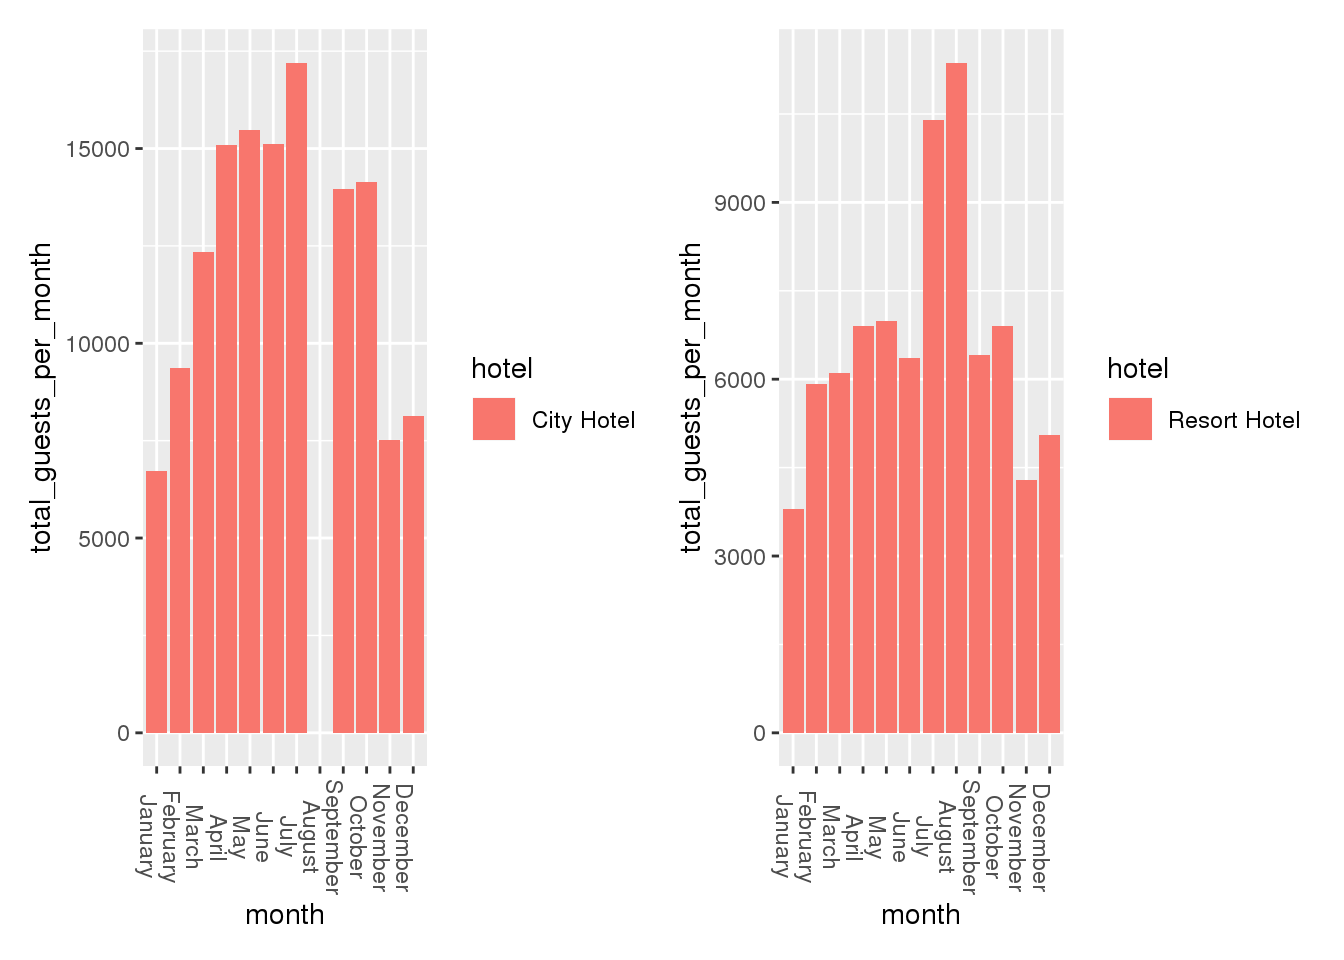 total_guests_per_month
15000
10000
5000
0
January
February
March
April
May
June
July
August
September
October
November
December
month
hotel
City Hotel
total_guests_per_month
9000
6000
3000
0
January
February
March
April
May
June
July
August
September
October
November
December
month
hotel
Resort Hotel